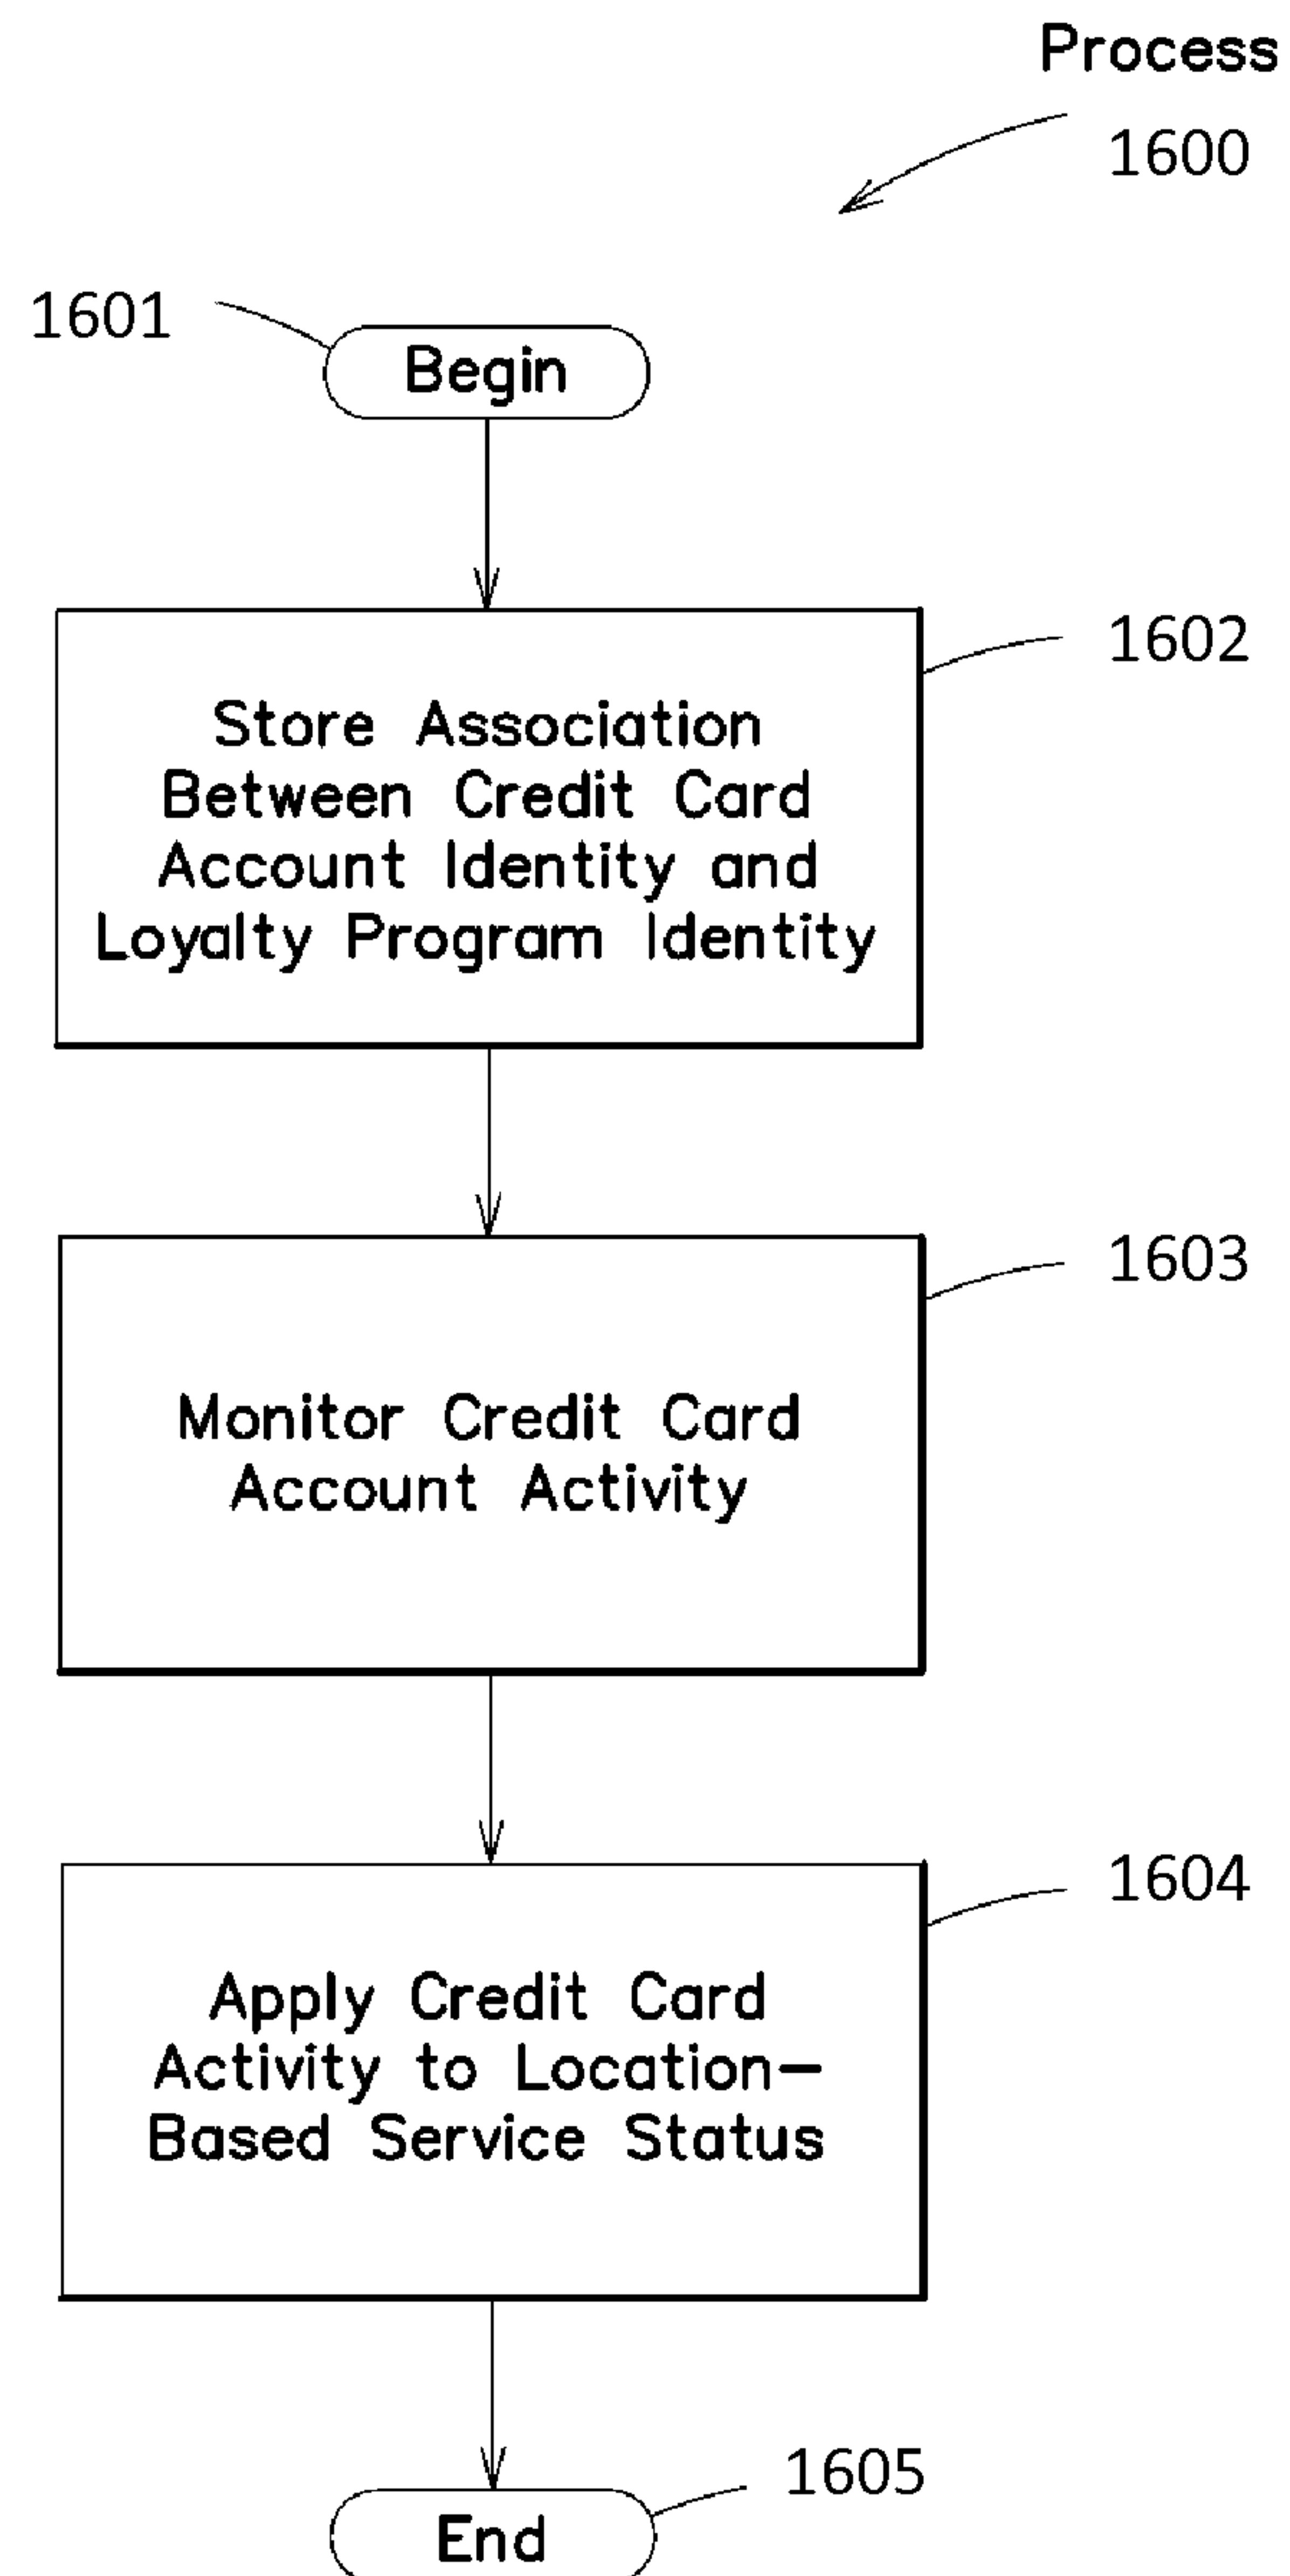 Process
1600
1601
Begin
1602
Store Association
Between Credit Card
Account Identity and
Loyalty Program Identity
1603
Monitor Credit Card
Account Activity
1604
Apply Credit Card
Activity to Location-
Based Service Status
1605
End